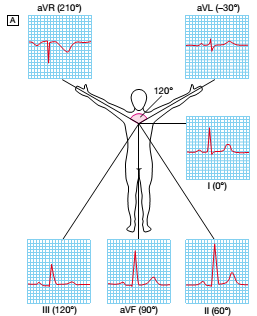 aVR (210°)
aVL (–30°)
A
120°
I (0°)
III (120°)
aVF (90°)
II (60°)